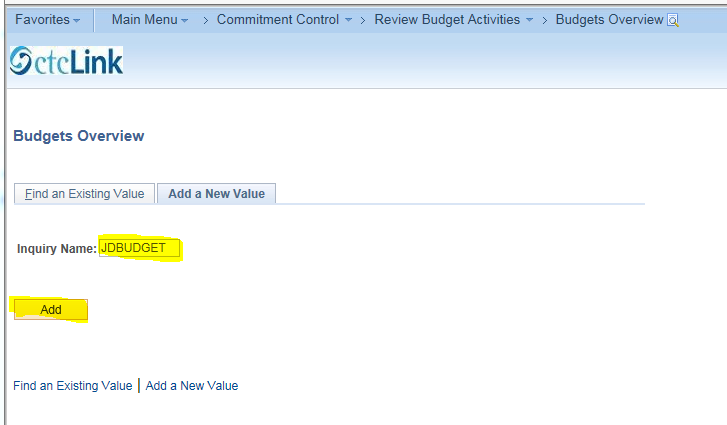 Favorites Main Menu > Commitment Control > Review Budget Activities > Budgets Overview
ctcLink
Budgets Overview
Find an Existing Value Add a New Value
Inquiry Name: JDBUDGET
Add
Find an Existing Value | Add a New Value